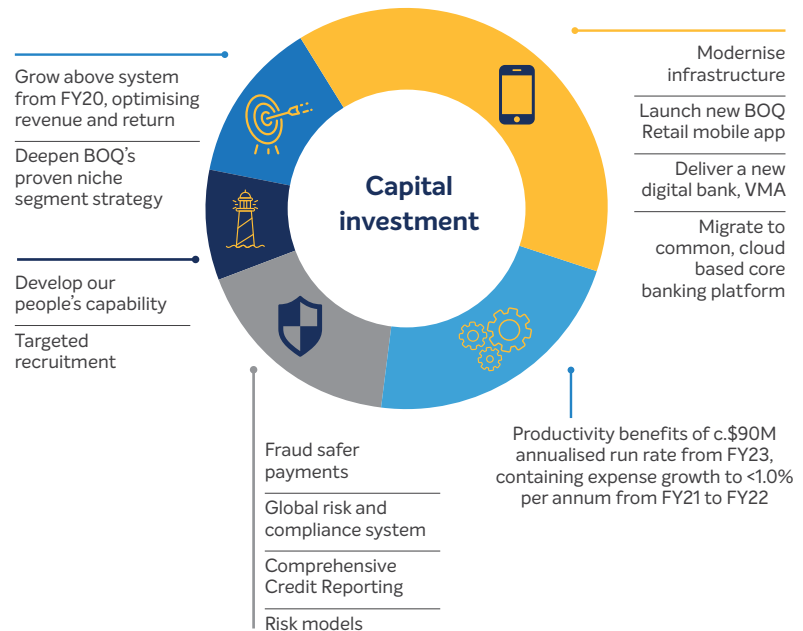 Grow above system
from FY20, optimising
revenue and return
Deepen BOQ’s
proven niche
segment strategy
Develop our
people’s capability
Targeted
recruitment
Capital
investment
Modernise
infrastructure
Launch new BOQ
Retail mobile app
Deliver a new
digital bank, VMA
Migrate to
common, cloud
based core
banking platform
Fraud safer
payments
Global risk and
compliance system
Comprehensive
Credit Reporting
Risk models
Productivity benefits of c.$90M
annualised run rate from FY23,
containing expense growth to <1.0%
per annum from FY21 to FY22